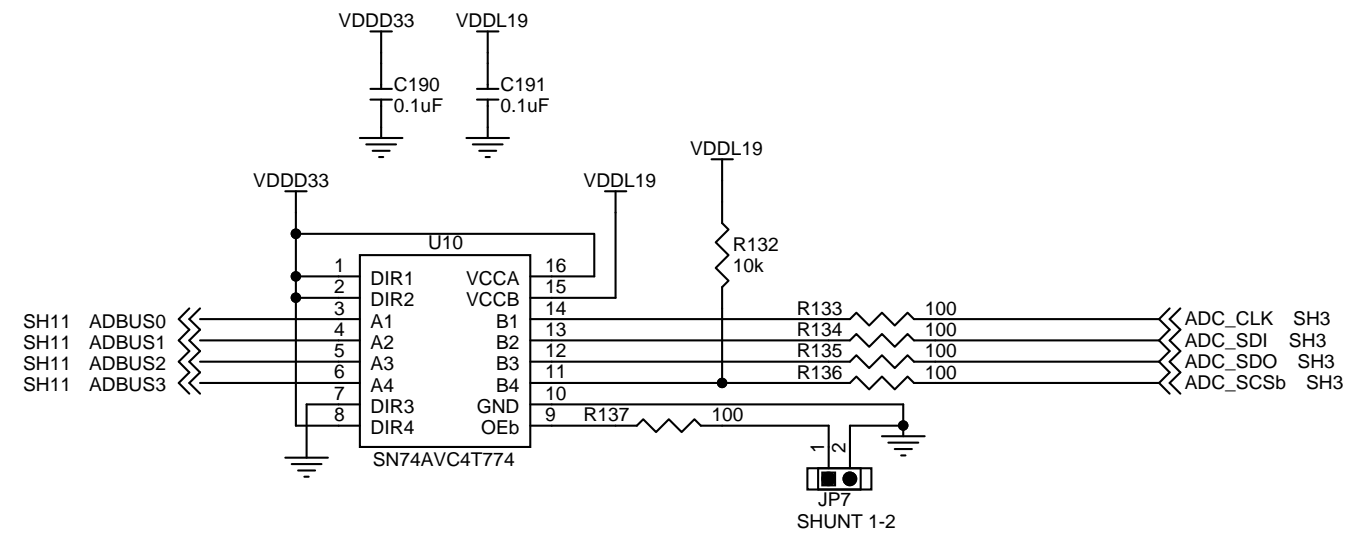 VDDD33 VDDL19
C190
0.1uF
C191
0.1uF
VDDL19
VDDD33 VDDL19
R132
10k
U10
1 DIR1 VCCA 16
2 DIR2 VCCB 15
SH11 ADBUS0 3 A1 B1 14 R133 100 ADC_CLK SH3
SH11 ADBUS1 4 A2 B2 13 R134 100 ADC_SDI SH3
SH11 ADBUS2 5 A3 B3 12 R135 100 ADC_SDO SH3
SH11 ADBUS3 6 A4 B4 11 R136 100 ADC_SCSb SH3
7 DIR3 GND 10
8 DIR4 OEb 9 R137 100
SN74AVC4T774
1 2
JP7
SHUNT 1-2